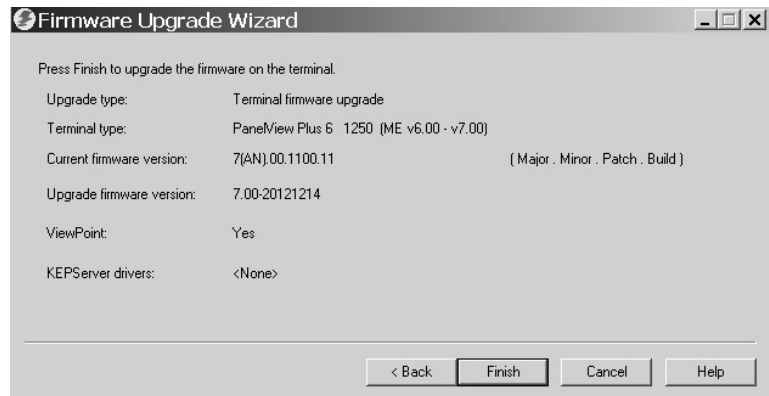 Firmware Upgrade Wizard
Press Finish to upgrade the firmware on the terminal.
Upgrade type: Terminal firmware upgrade
Terminal type: PanelView Plus 6 1250 (ME v6.00 - v7.00)
Current firmware version: 7(AN).00.1100.11 ( Major . Minor . Patch . Build )
Upgrade firmware version: 7.00-20121214
ViewPoint: Yes
KEPServer drivers: <None>
< Back Finish Cancel Help